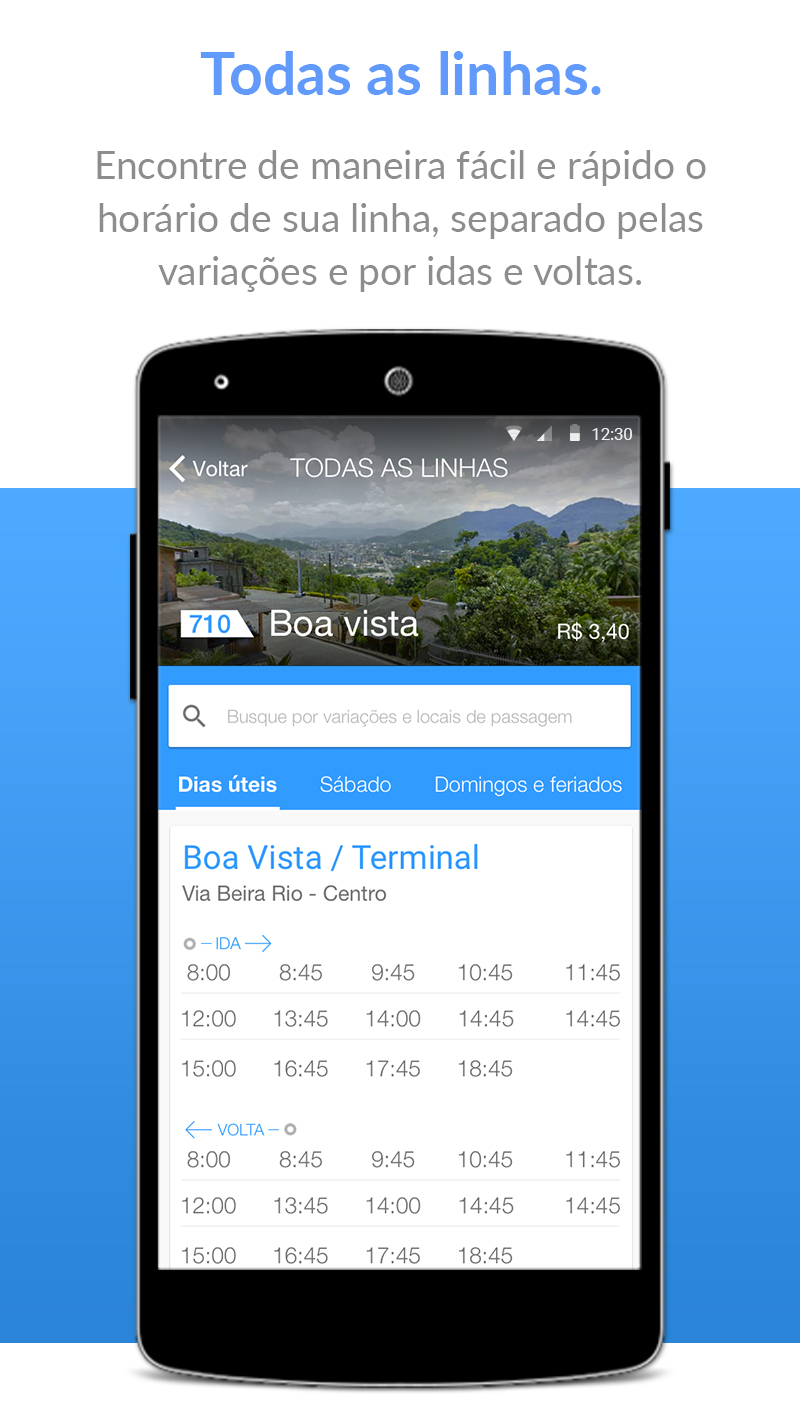 Todas as linhas.
Encontre de maneira fácil e rápido o
horário de sua linha, separado pelas
variações e por idas e voltas.
12:30
Voltar TODAS AS LINHAS
710 Boa vista R$ 3,40
Busque por variações e locais de passagem
Dias úteis Sábado Domingos e feriados
Boa Vista / Terminal
Via Beira Rio - Centro
IDA
8:00 8:45 9:45 10:45 11:45
12:00 13:45 14:00 14:45 14:45
15:00 16:45 17:45 18:45
VOLTA
8:00 8:45 9:45 10:45 11:45
12:00 13:45 14:00 14:45 14:45
15:00 16:45 17:45 18:45